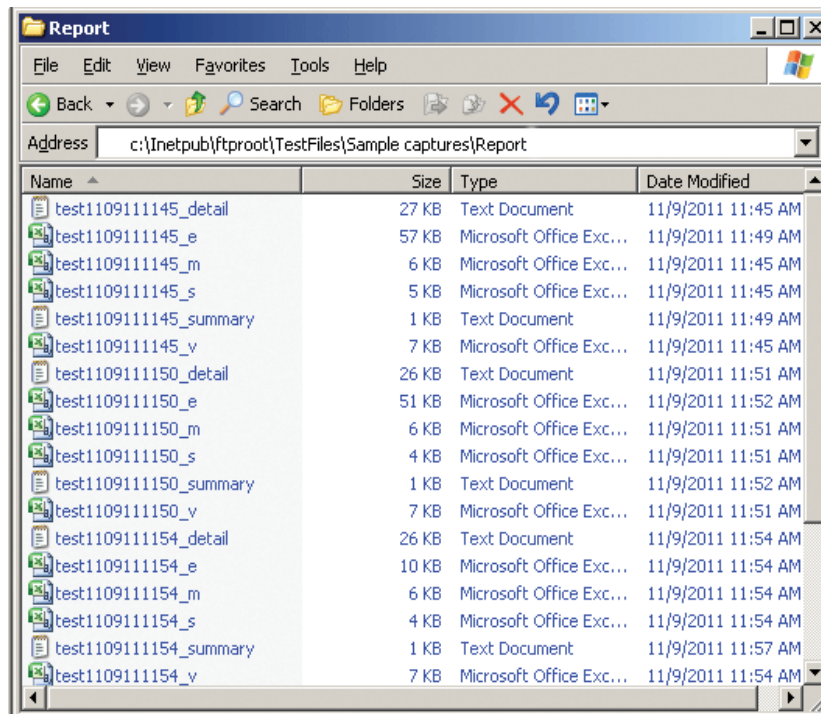 Report
File Edit View Favorites Tools Help
Back Search Folders
Address c:\Inetpub\ftproot\TestFiles\Sample captures\Report
Name Size Type Date Modified
test1109111145_detail 27 KB Text Document 11/9/2011 11:45 AM
test1109111145_e 57 KB Microsoft Office Exc... 11/9/2011 11:49 AM
test1109111145_m 6 KB Microsoft Office Exc... 11/9/2011 11:45 AM
test1109111145_s 5 KB Microsoft Office Exc... 11/9/2011 11:45 AM
test1109111145_summary 1 KB Text Document 11/9/2011 11:49 AM
test1109111145_v 7 KB Microsoft Office Exc... 11/9/2011 11:45 AM
test1109111150_detail 26 KB Text Document 11/9/2011 11:51 AM
test1109111150_e 51 KB Microsoft Office Exc... 11/9/2011 11:52 AM
test1109111150_m 6 KB Microsoft Office Exc... 11/9/2011 11:51 AM
test1109111150_s 4 KB Microsoft Office Exc... 11/9/2011 11:51 AM
test1109111150_summary 1 KB Text Document 11/9/2011 11:52 AM
test1109111150_v 7 KB Microsoft Office Exc... 11/9/2011 11:51 AM
test1109111154_detail 26 KB Text Document 11/9/2011 11:54 AM
test1109111154_e 10 KB Microsoft Office Exc... 11/9/2011 11:54 AM
test1109111154_m 6 KB Microsoft Office Exc... 11/9/2011 11:54 AM
test1109111154_s 4 KB Microsoft Office Exc... 11/9/2011 11:54 AM
test1109111154_summary 1 KB Text Document 11/9/2011 11:57 AM
test1109111154_v 7 KB Microsoft Office Exc... 11/9/2011 11:54 AM